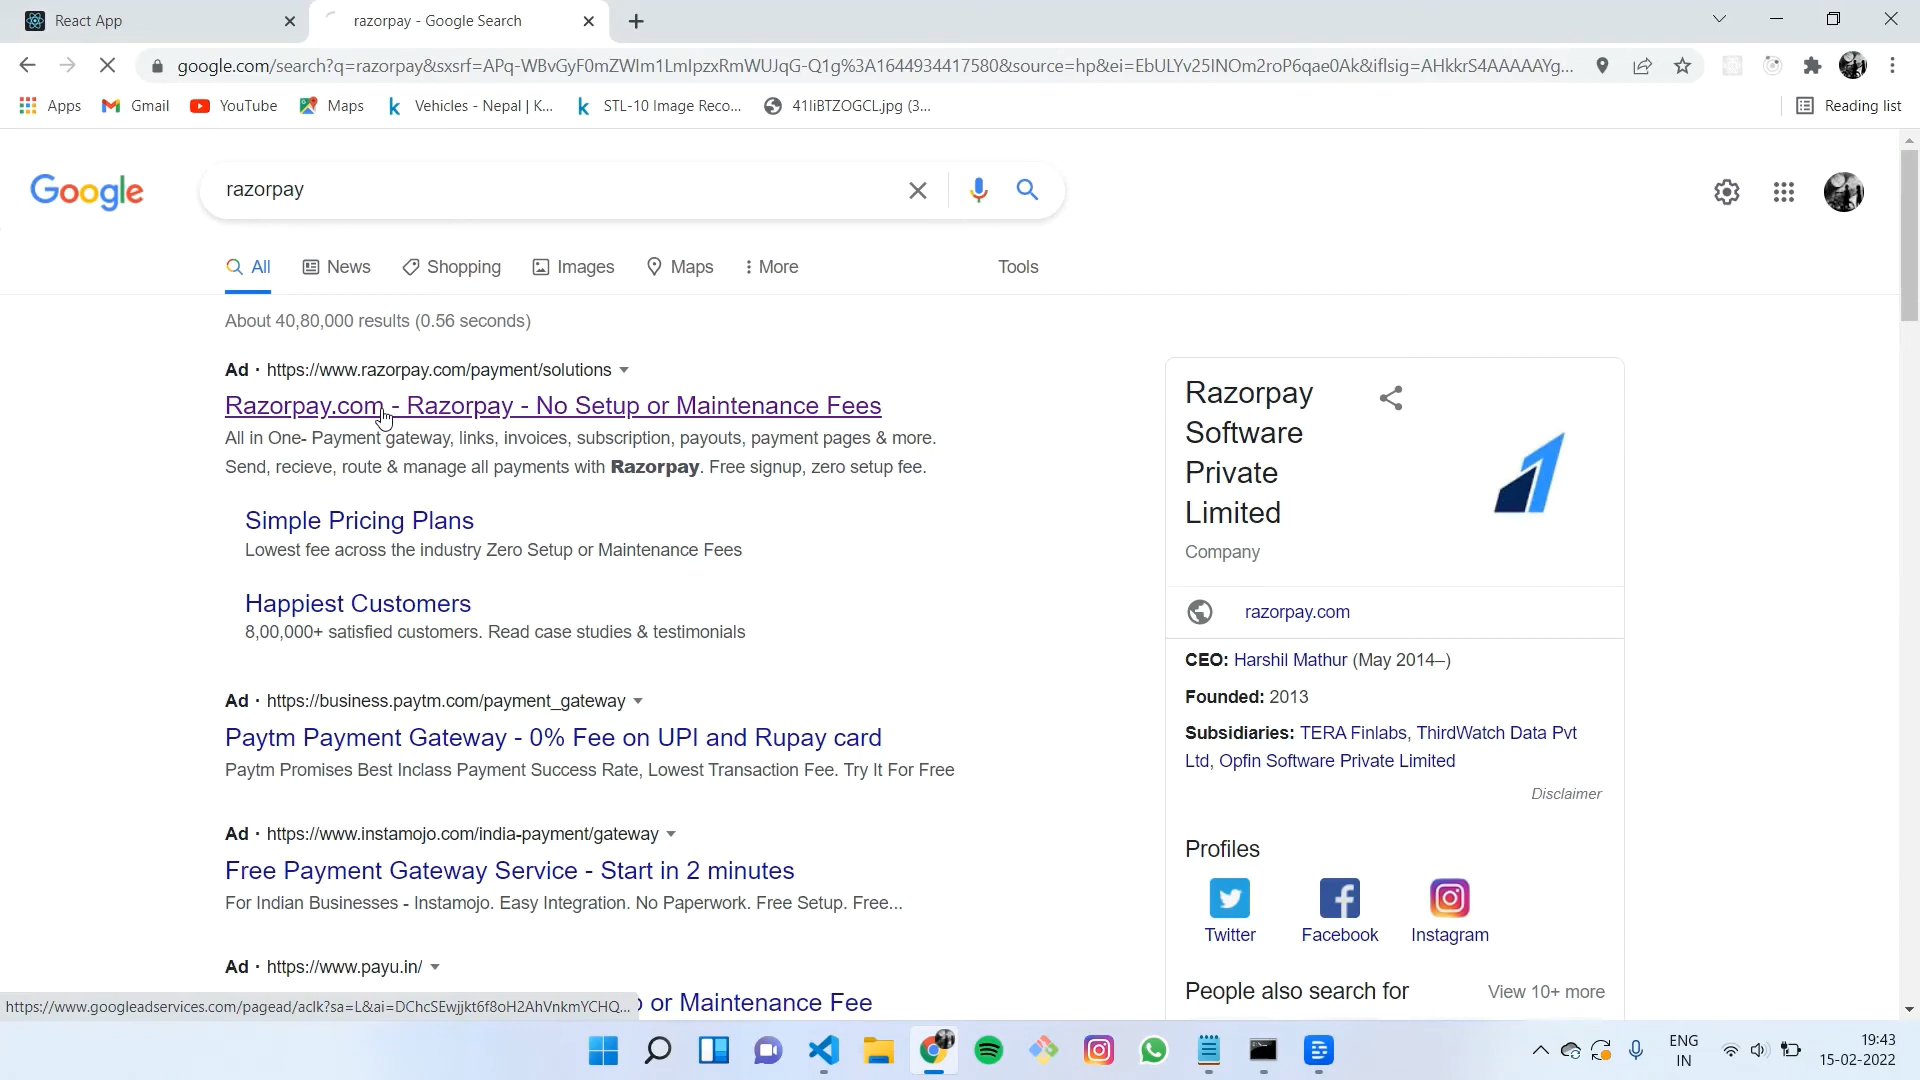 React App
razorpay - Google Search
google.com/search?q=razorpay&sxsrf=APq-WBvGyF0mZWIm1LmIpzxRmWUJqG-Q1g%3A1644934417580&source=hp&ei=EbULYv25INOm2roP6qae0Ak&iflsig=AHkkrS4AAAAAYg...
Apps
Gmail
YouTube
Maps
Vehicles - Nepal | K...
STL-10 Image Reco...
41liBTZOGCL.jpg (3...
Reading list
Google
razorpay
All
News
Shopping
Images
Maps
More
Tools
About 40,80,000 results (0.56 seconds)
Ad · https://www.razorpay.com/payment/solutions
Razorpay.com - Razorpay - No Setup or Maintenance Fees
All in One- Payment gateway, links, invoices, subscription, payouts, payment pages & more.
Send, recieve, route & manage all payments with Razorpay. Free signup, zero setup fee.
Simple Pricing Plans
Lowest fee across the industry Zero Setup or Maintenance Fees
Happiest Customers
8,00,000+ satisfied customers. Read case studies & testimonials
Ad · https://business.paytm.com/payment_gateway
Paytm Payment Gateway - 0% Fee on UPI and Rupay card
Paytm Promises Best Inclass Payment Success Rate, Lowest Transaction Fee. Try It For Free
Ad · https://www.instamojo.com/india-payment/gateway
Free Payment Gateway Service - Start in 2 minutes
For Indian Businesses - Instamojo. Easy Integration. No Paperwork. Free Setup. Free...
Ad · https://www.payu.in/
or Maintenance Fee
Razorpay
Software
Private
Limited
Company
razorpay.com
CEO: Harshil Mathur (May 2014–)
Founded: 2013
Subsidiaries: TERA Finlabs, ThirdWatch Data Pvt
Ltd, Opfin Software Private Limited
Disclaimer
Profiles
Twitter
Facebook
Instagram
People also search for
View 10+ more
https://www.googleadservices.com/pagead/aclk?sa=L&ai=DChcSEwjjkt6f8oH2AhVnkmYCHQ...
ENG
IN
19:43
15-02-2022